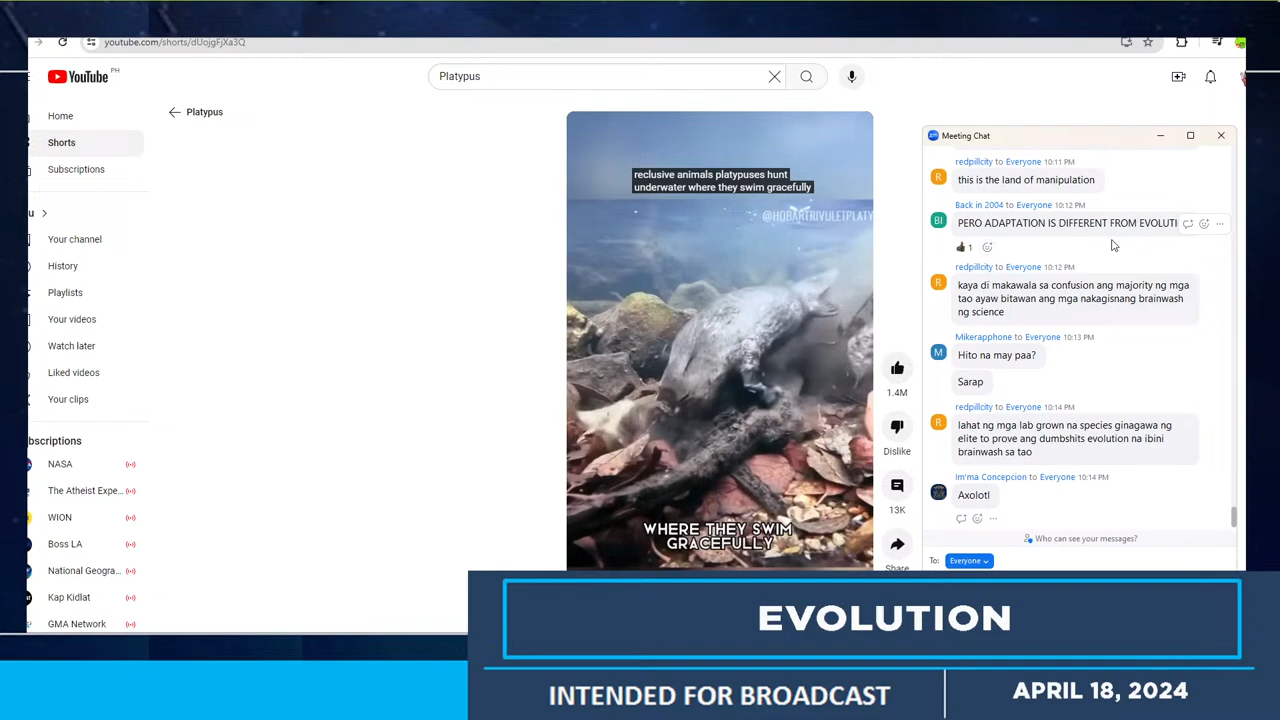 youtube.com/shorts/dUojgFjXa3Q
YouTube PH
Platypus
Home
Shorts
Subscriptions
u
Your channel
History
Playlists
Your videos
Watch later
Liked videos
Your clips
bscriptions
NASA
The Atheist Expe...
WION
Boss LA
National Geogra...
Kap Kidlat
GMA Network
Platypus
reclusive animals platypuses hunt
underwater where they swim gracefully
@HOBARTRIVULETPLATY
WHERE THEY SWIM
GRACEFULLY
1.4M
Dislike
13K
Share
zm
Meeting Chat
redpillcity to Everyone 10:11 PM
R
this is the land of manipulation
Back in 2004 to Everyone 10:12 PM
BI
PERO ADAPTATION IS DIFFERENT FROM EVOLUTI
1
redpillcity to Everyone 10:12 PM
R
kaya di makawala sa confusion ang majority ng mga
tao ayaw bitawan ang mga nakagisnang brainwash
ng science
Mikerapphone to Everyone 10:13 PM
M
Hito na may paa?
Sarap
redpillcity to Everyone 10:14 PM
R
lahat ng mga lab grown na species ginagawa ng
elite to prove ang dumbshits evolution na ibini
brainwash sa tao
Im'ma Concepcion to Everyone 10:14 PM
Axolotl
Who can see your messages?
To: Everyone
EVOLUTION
INTENDED FOR BROADCAST
APRIL 18, 2024